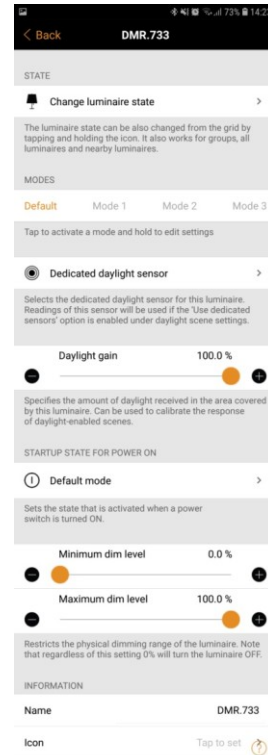 73% 14:2
Back
DMR.733
STATE
Change luminaire state
The luminaire state can be also changed from the grid by
tapping and holding the icon. It also works for groups, all
luminaires and nearby luminaires.
MODES
Default Mode 1 Mode 2 Mode 3
Tap to activate a mode and hold to edit settings
Dedicated daylight sensor
Selects the dedicated daylight sensor for this luminaire.
Readings of this sensor will be used if the 'Use dedicated
sensors' option is enabled under daylight scene settings.
Daylight gain 100.0 %
Specifies the amount of daylight received in the area covered
by this luminaire. Can be used to calibrate the response
of daylight-enabled scenes.
STARTUP STATE FOR POWER ON
Default mode
Sets the state that is activated when a power
switch is turned ON.
Minimum dim level 0.0 %
Maximum dim level 100.0 %
Restricts the physical dimming range of the luminaire. Note
that regardless of this setting 0% will turn the luminaire OFF.
INFORMATION
Name DMR.733
Icon Tap to set